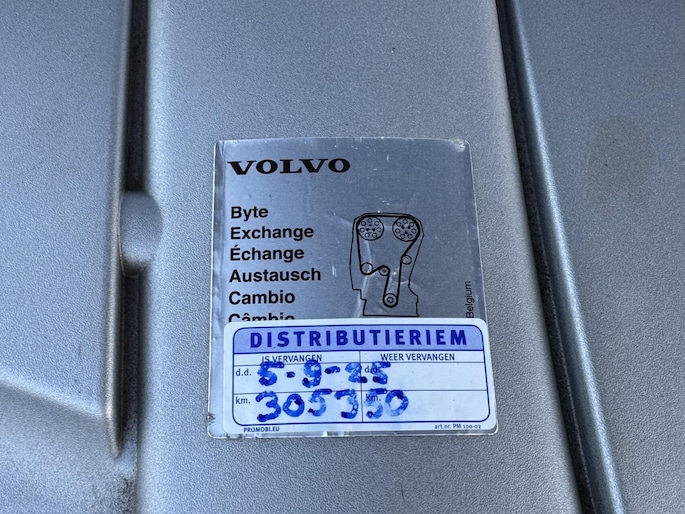 VOLVO
Byte
Exchange
Échange
Austausch
Cambio
Câmbio
Belgium
DISTRIBUTIERIEM
IS VERVANGEN WEER VERVANGEN
d.d. 5-9-25 d.d.
km. 305350 km.
PROMOBI.EU art.nr. PM 100-02